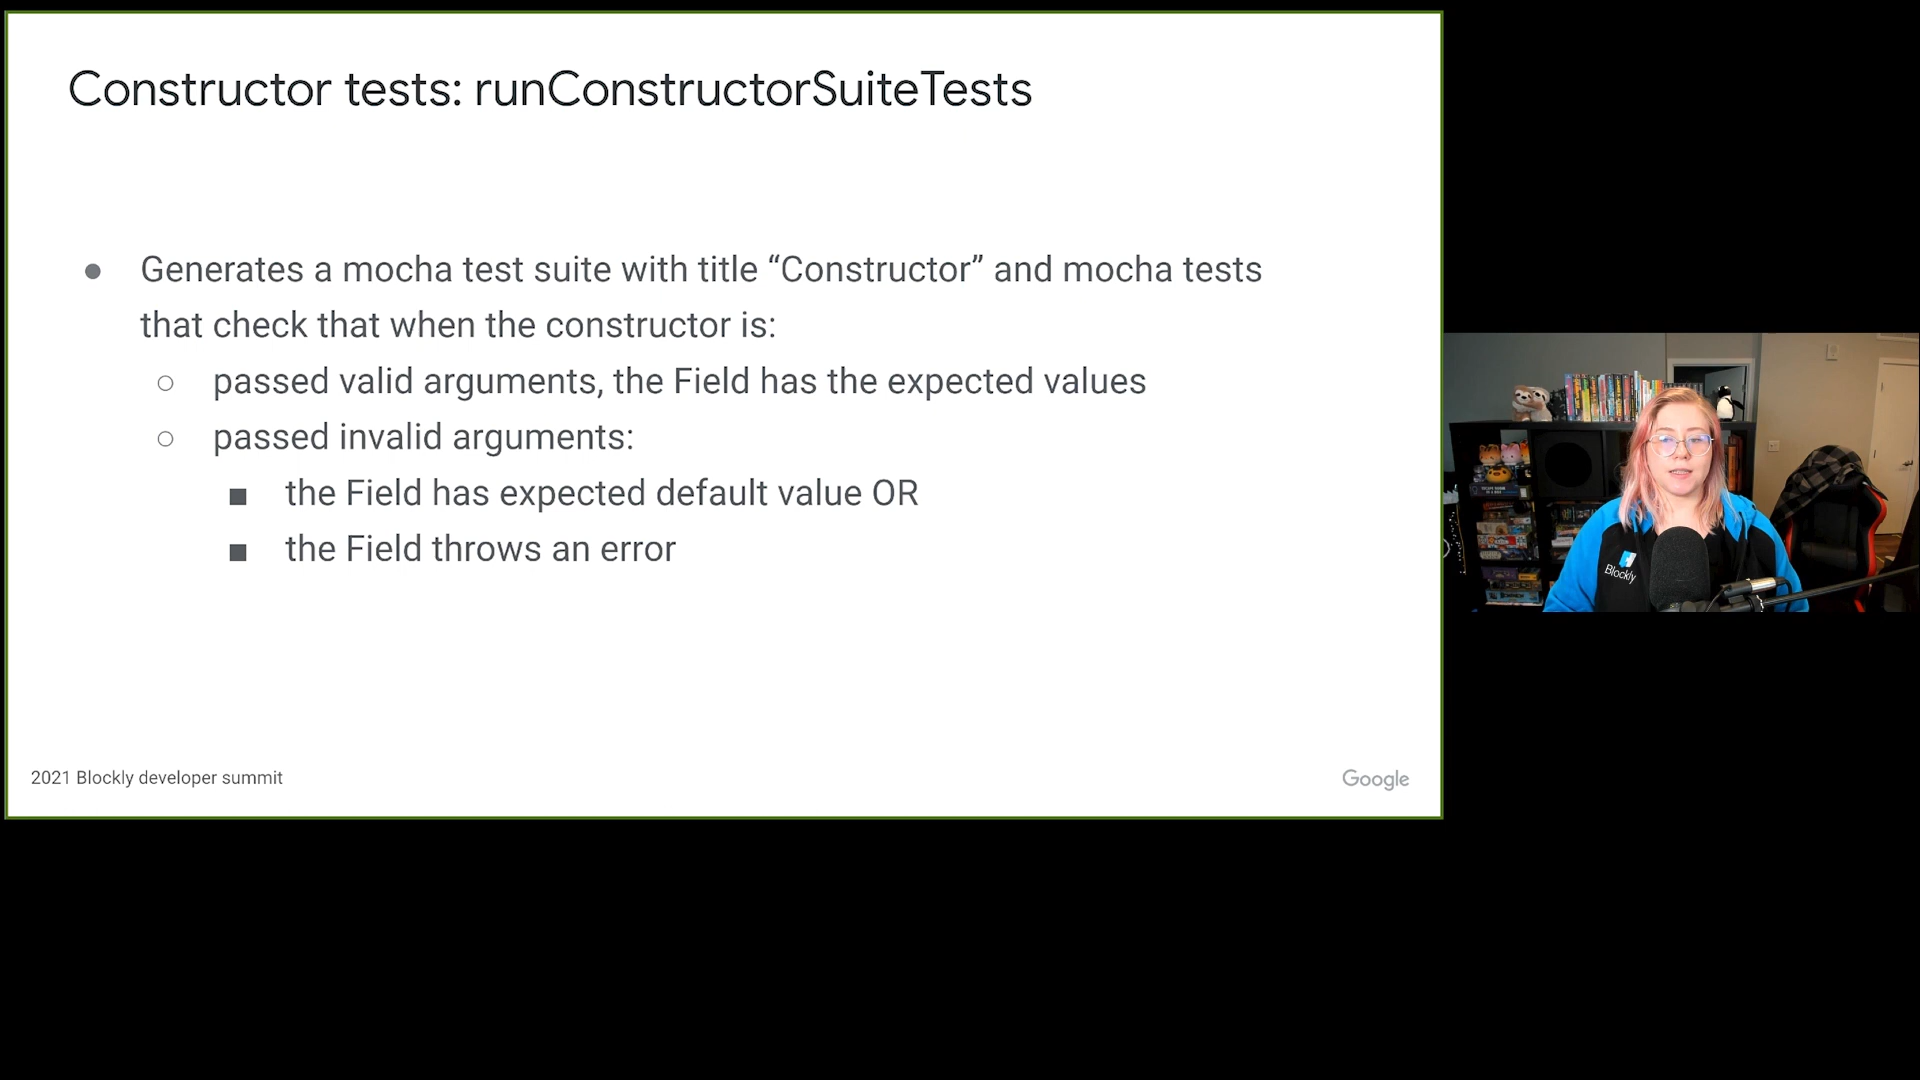 Constructor tests: runConstructorSuiteTests
● Generates a mocha test suite with title “Constructor” and mocha tests
that check that when the constructor is:
○ passed valid arguments, the Field has the expected values
○ passed invalid arguments:
■ the Field has expected default value OR
■ the Field throws an error
2021 Blockly developer summit
Google
Blockly